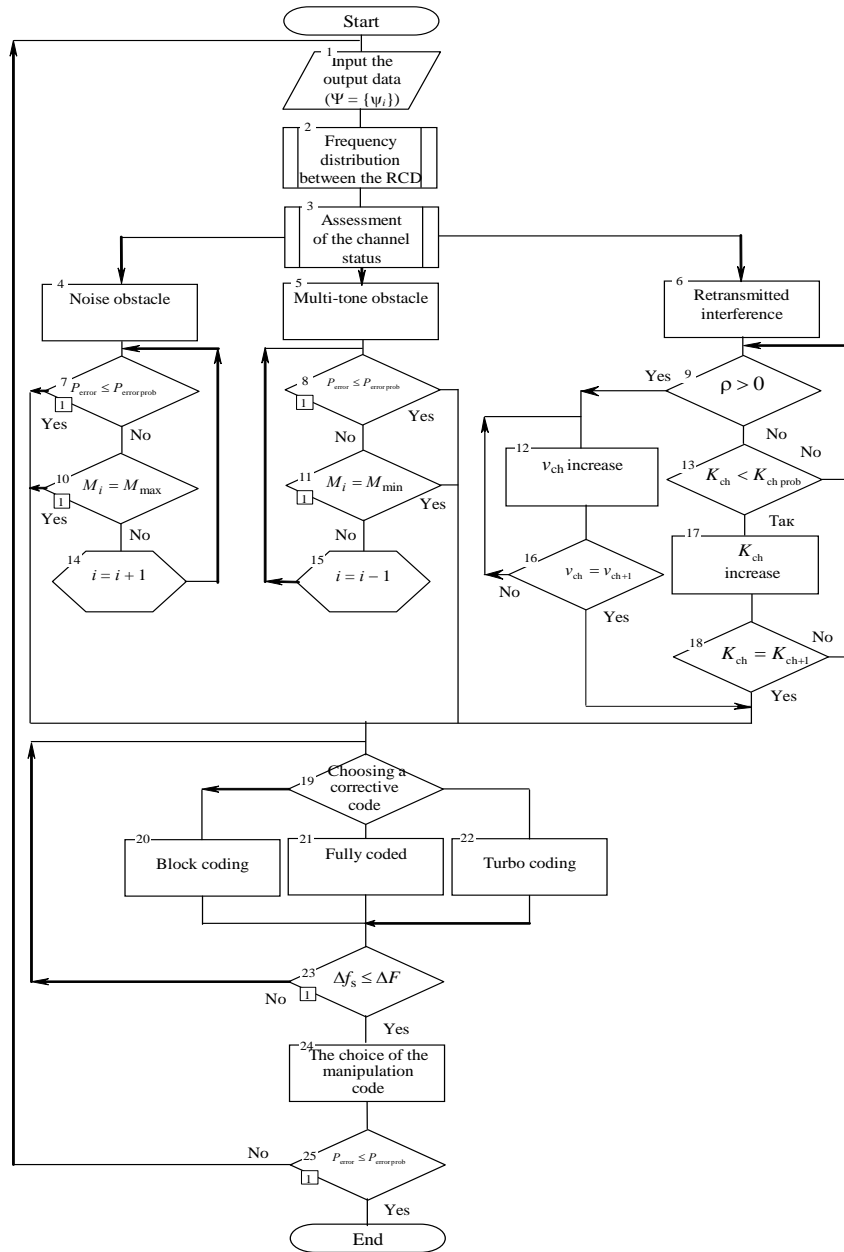 Start
1
Input the
output data
(Ψ = {ψi})
2
Frequency
distribution
between the RCD
3
Assessment
of the channel
status
4
Noise obstacle
5
Multi-tone obstacle
6
Retransmitted
interference
7
Perror ≤ Perror prob
1
Yes
No
8
Perror ≤ Perror prob
1
Yes
No
9
ρ > 0
Yes
No
10
Mi = Mmax
1
Yes
No
11
Mi = Mmin
1
Yes
No
12
vch increase
13
Kch < Kch prob
No
Так
14
i = i + 1
15
i = i − 1
16
vch = vch+1
No
Yes
17
Kch
increase
18
Kch = Kch+1
No
Yes
19
Choosing a
corrective
code
20
Block coding
21
Fully coded
22
Turbo coding
23
Δfs ≤ ΔF
1
No
Yes
24
The choice of the
manipulation
code
25
Perror ≤ Perror prob
1
No
Yes
End